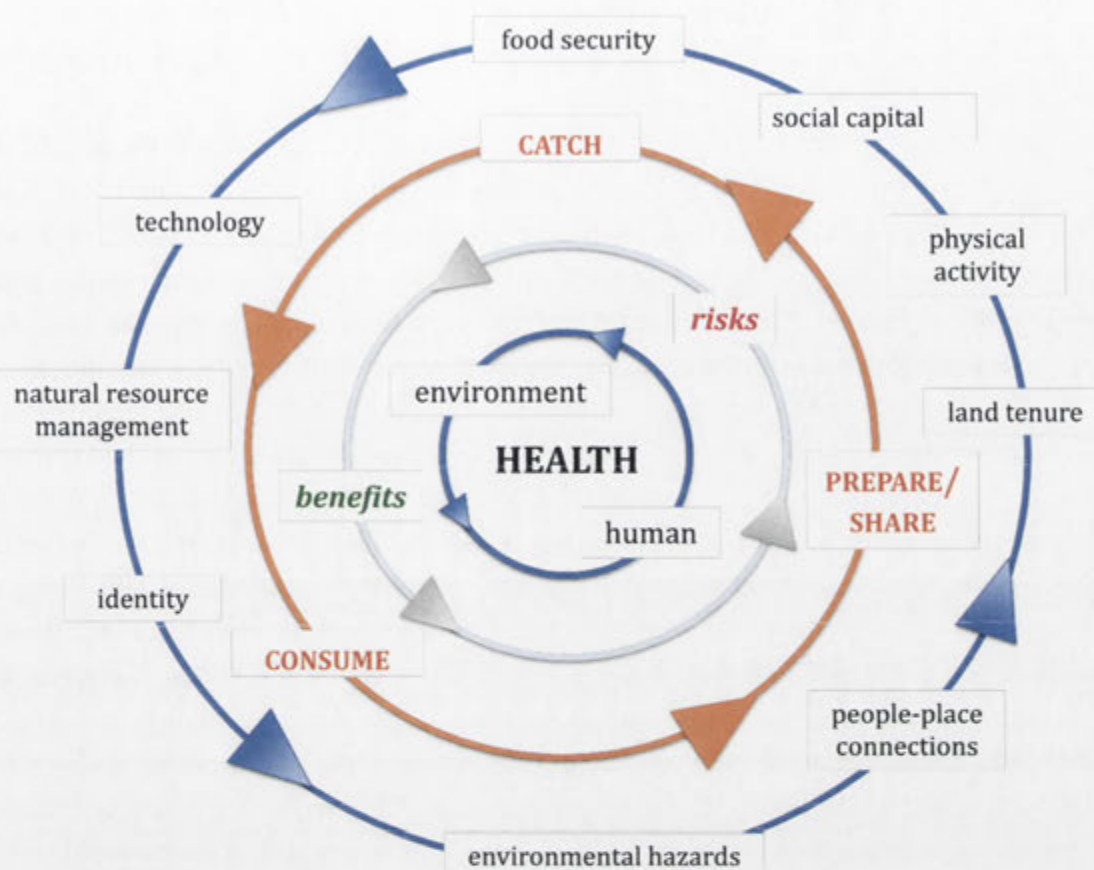 food security
social capital
CATCH
technology
physical
activity
risks
environment
natural resource
management
land tenure
HEALTH
benefits
PREPARE/
SHARE
human
identity
CONSUME
people-place
connections
environmental hazards